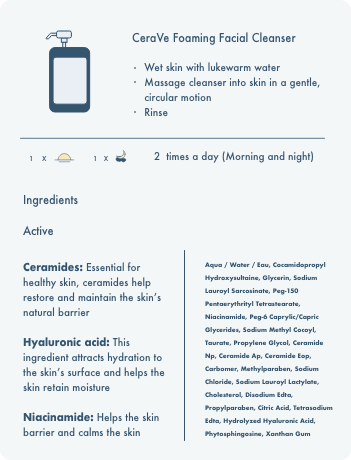 CeraVe Foaming Facial Cleanser
· Wet skin with lukewarm water
· Massage cleanser into skin in a gentle,
circular motion
· Rinse
1 X 1 X 2 times a day (Morning and night)
Ingredients
Active
Ceramides: Essential for
healthy skin, ceramides help
restore and maintain the skin's
natural barrier
Hyaluronic acid: This
ingredient attracts hydration to
the skin's surface and helps the
skin retain moisture
Niacinamide: Helps the skin
barrier and calms the skin
Aqua / Water / Eau, Cocamidopropyl
Hydroxysultaine, Glycerin, Sodium
Lauroyl Sarcosinate, Peg-150
Pentaerythrityl Tetrastearate,
Niacinamide, Peg-6 Caprylic/Capric
Glycerides, Sodium Methyl Cocoyl,
Taurate, Propylene Glycol, Ceramide
Np, Ceramide Ap, Ceramide Eop,
Carbomer, Methylparaben, Sodium
Chloride, Sodium Lauroyl Lactylate,
Cholesterol, Disodium Edta,
Propylparaben, Citric Acid, Tetrasodium
Edta, Hydrolyzed Hyaluronic Acid,
Phytosphingosine, Xanthan Gum